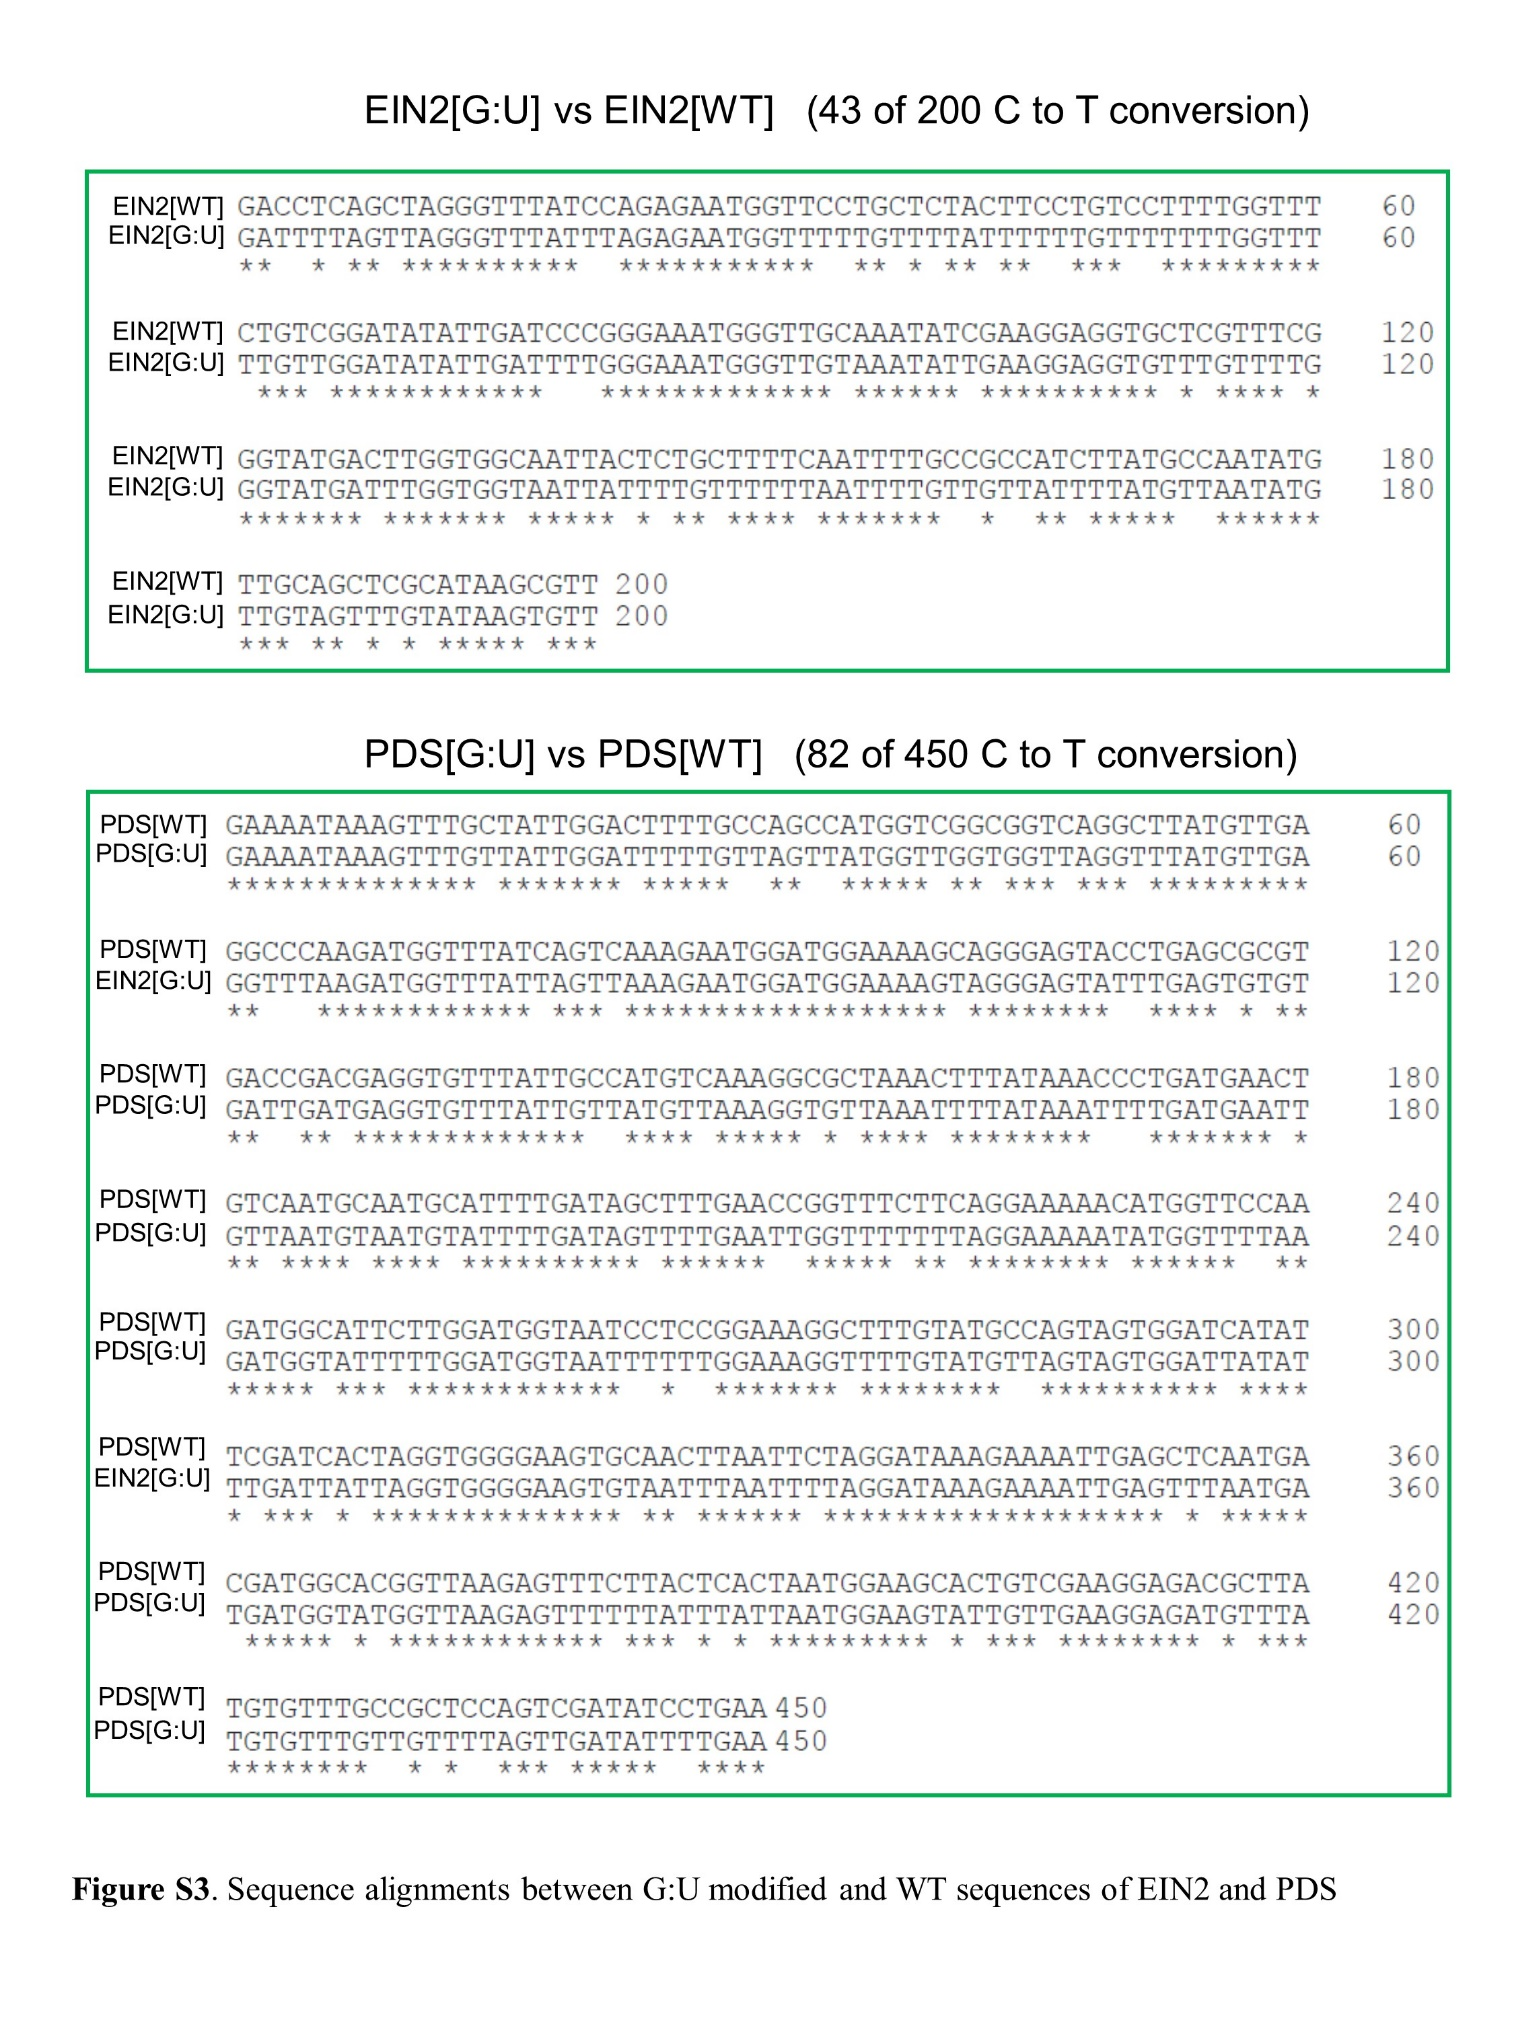 EIN2[G:U] vs EIN2[WT] (43 of 200 C to T conversion)
EIN2[WT] GACCTCAGCTAGGGTTTATCCAGAGAATGGTTCCTGCTCTACTTCCTGTCCTTTTGGTTT 60
EIN2[G:U] GATTTTAGTTAGGGTTTATTTAGAGAATGGTTTTTGTTTTATTTTTTGTTTTTTTGGTTT 60
** * ** ********** *********** ** * ** ** *** *********
EIN2[WT] CTGTCGGATATATTGATCCCGGGAAATGGGTTGCAAATATCGAAGGAGGTGCTCGTTTCG 120
EIN2[G:U] TTGTTGGATATATTGATTTTGGGAAATGGGTTGTAAATATTGAAGGAGGTGTTTGTTTTG 120
*** ************ ************* ****** ********** * **** *
EIN2[WT] GGTATGACTTGGTGGCAATTACTCTGCTTTTCAATTTTGCCGCCATCTTATGCCAATATG 180
EIN2[G:U] GGTATGATTTGGTGGTAATTATTTTGTTTTTTAATTTTGTTGTTATTTTATGTTAATATG 180
******* ******* ***** * ** **** ******* * ** ***** ******
EIN2[WT] TTGCAGCTCGCATAAGCGTT 200
EIN2[G:U] TTGTAGTTTGTATAAGTGTT 200
*** ** * * ***** ***
PDS[G:U] vs PDS[WT] (82 of 450 C to T conversion)
PDS[WT] GAAAATAAAGTTTGCTATTGGACTTTTGCCAGCCATGGTCGGCGGTCAGGCTTATGTTGA 60
PDS[G:U] GAAAATAAAGTTTGTTATTGGATTTTTGTTAGTTATGGTTGGTGGTTAGGTTTATGTTGA 60
************** ******* ***** ** ***** ** *** *** *********
PDS[WT] GGCCCAAGATGGTTTATCAGTCAAAGAATGGATGGAAAAGCAGGGAGTACCTGAGCGCGT 120
EIN2[G:U] GGTTTAAGATGGTTTATTAGTTAAAGAATGGATGGAAAAGTAGGGAGTATTTGAGTGTGT 120
** ************ *** ****************** ******** **** * **
PDS[WT] GACCGACGAGGTGTTTATTGCCATGTCAAAGGCGCTAAACTTTATAAACCCTGATGAACT 180
PDS[G:U] GATTGATGAGGTGTTTATTGTTATGTTAAAGGTGTTAAATTTTATAAATTTTGATGAATT 180
** ** ************* **** ***** * **** ******** ******* *
PDS[WT] GTCAATGCAATGCATTTTGATAGCTTTGAACCGGTTTCTTCAGGAAAAACATGGTTCCAA 240
PDS[G:U] GTTAATGTAATGTATTTTGATAGTTTTGAATTGGTTTTTTTAGGAAAAATATGGTTTTAA 240
** **** **** ********** ****** ***** ** ******** ****** **
PDS[WT] GATGGCATTCTTGGATGGTAATCCTCCGGAAAGGCTTTGTATGCCAGTAGTGGATCATAT 300
PDS[G:U] GATGGTATTTTTGGATGGTAATTTTTTGGAAAGGTTTTGTATGTTAGTAGTGGATTATAT 300
***** *** ************ * ******* ******** ********** ****
PDS[WT] TCGATCACTAGGTGGGGAAGTGCAACTTAATTCTAGGATAAAGAAAATTGAGCTCAATGA 360
EIN2[G:U] TTGATTATTAGGTGGGGAAGTGTAATTTAATTTTAGGATAAAGAAAATTGAGTTTAATGA 360
* *** * ************** ** ****** ******************* * *****
PDS[WT] CGATGGCACGGTTAAGAGTTTCTTACTCACTAATGGAAGCACTGTCGAAGGAGACGCTTA 420
PDS[G:U] TGATGGTATGGTTAAGAGTTTTTTATTTATTAATGGAAGTATTGTTGAAGGAGATGTTTA 420
***** * ************ *** * * ********* * *** ******** * ***
PDS[WT] TGTGTTTGCCGCTCCAGTCGATATCCTGAA 450
PDS[G:U] TGTGTTTGTTGTTTTAGTTGATATTTTGAA 450
******** * * *** ***** ****
Figure S3. Sequence alignments between G:U modified and WT sequences of EIN2 and PDS